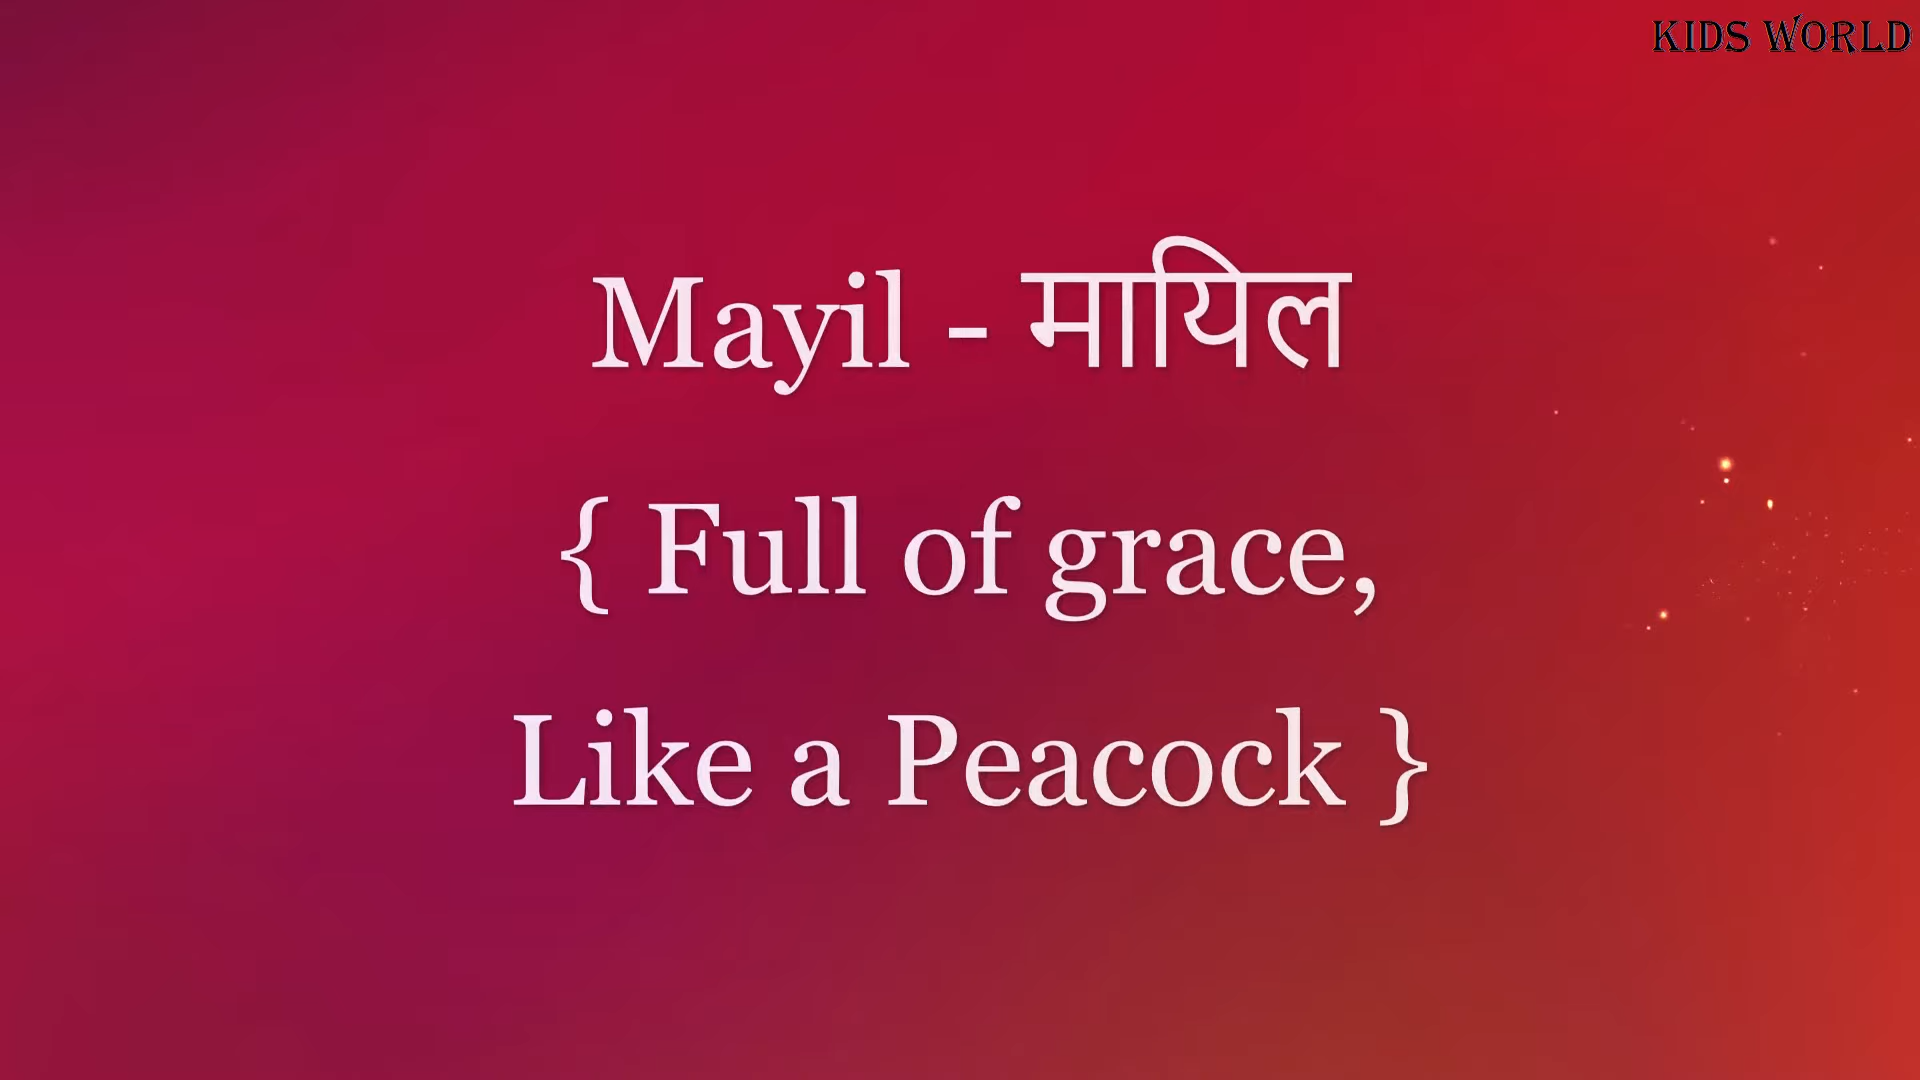 KIDS WORLD
Mayil - मायिल
{ Full of grace,
Like a Peacock }